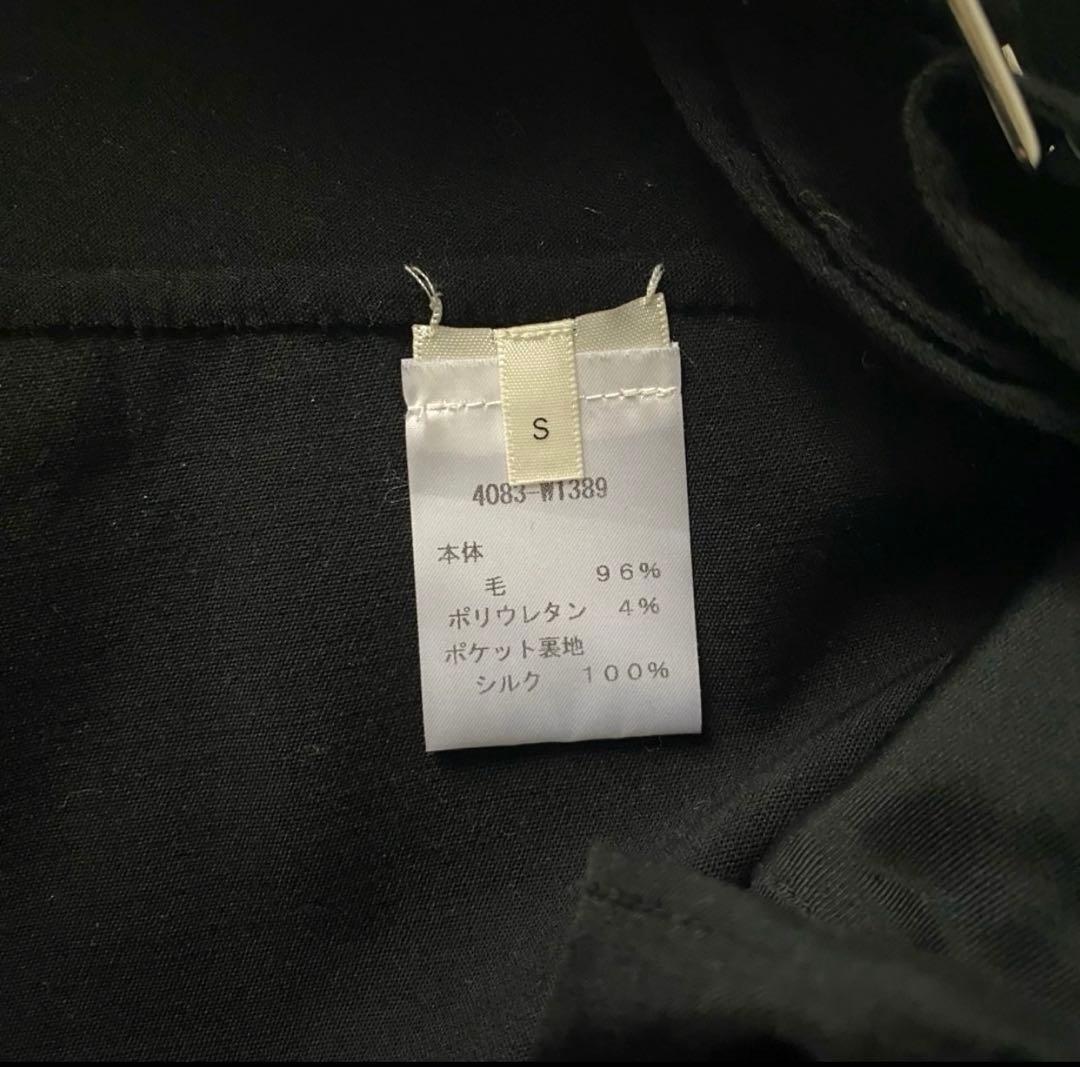 S
4083-W1389
本体
毛 96%
ポリウレタン 4%
ポケット裏地
シルク 100%